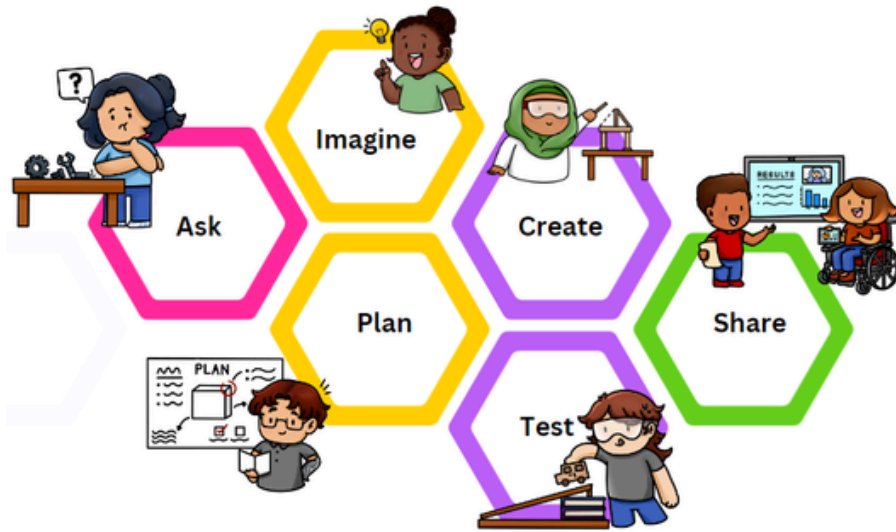 ?
Imagine
Ask
Create
RESULTS
Plan
Share
PLAN
Test